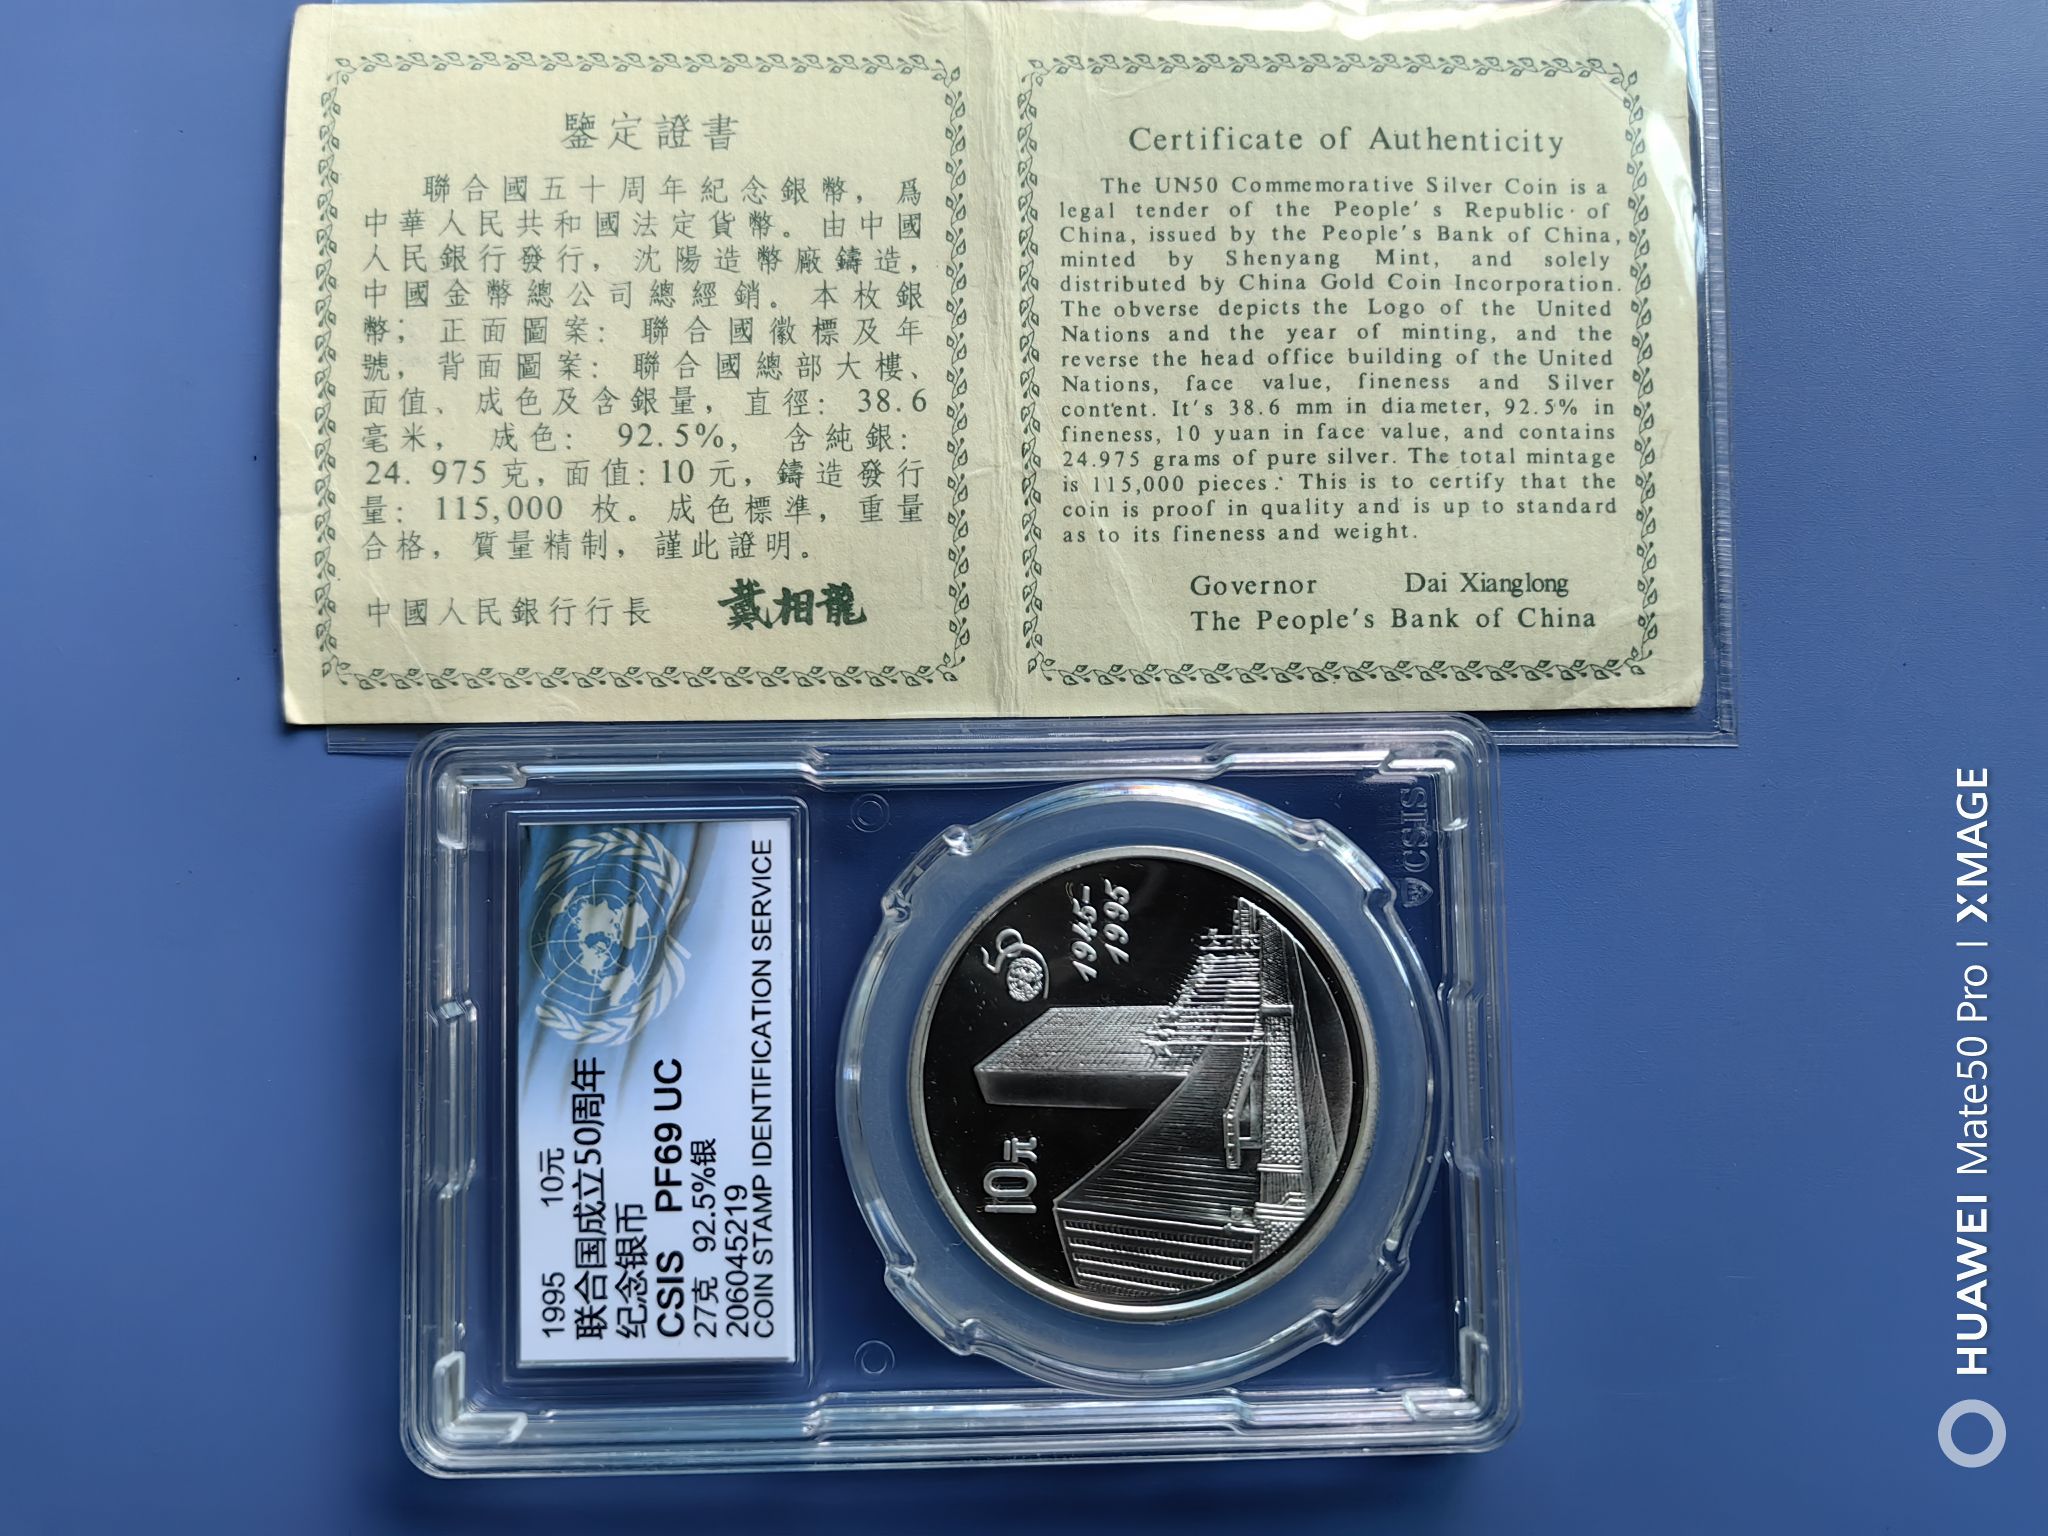 鑒定證書
聯合國五十周年紀念銀幣，爲
中華人民共和國法定貨幣。由中國
人民銀行發行，沈陽造幣廠鑄造，
中國金幣總公司總經銷。本枚銀
幣；正面圖案：聯合國徽標及年
號，背面圖案：聯合國總部大樓、
面值、成色及含銀量，直徑：38.6
毫米，成色：92.5%，含純銀：
24.975克，面值：10元，鑄造發行
量：115,000枚。成色標準，重量
合格，質量精制，謹此證明。
中國人民銀行行長 戴相龍
Certificate of Authenticity
The UN50 Commemorative Silver Coin is a
legal tender of the People's Republic of
China, issued by the People's Bank of China,
minted by Shenyang Mint, and solely
distributed by China Gold Coin Incorporation.
The obverse depicts the Logo of the United
Nations and the year of minting, and the
reverse the head office building of the United
Nations, face value, fineness and Silver
content. It's 38.6 mm in diameter, 92.5% in
fineness, 10 yuan in face value, and contains
24.975 grams of pure silver. The total mintage
is 115,000 pieces. This is to certify that the
coin is proof in quality and is up to standard
as to its fineness and weight.
Governor Dai Xianglong
The People's Bank of China
1995 10元
联合国成立50周年
纪念银币
CSIS PF69 UC
27克 92.5%银
206045219
COIN STAMP IDENTIFICATION SERVICE
CSIS
50
1945-
1995
10元
HUAWEI Mate50 Pro | XMAGE